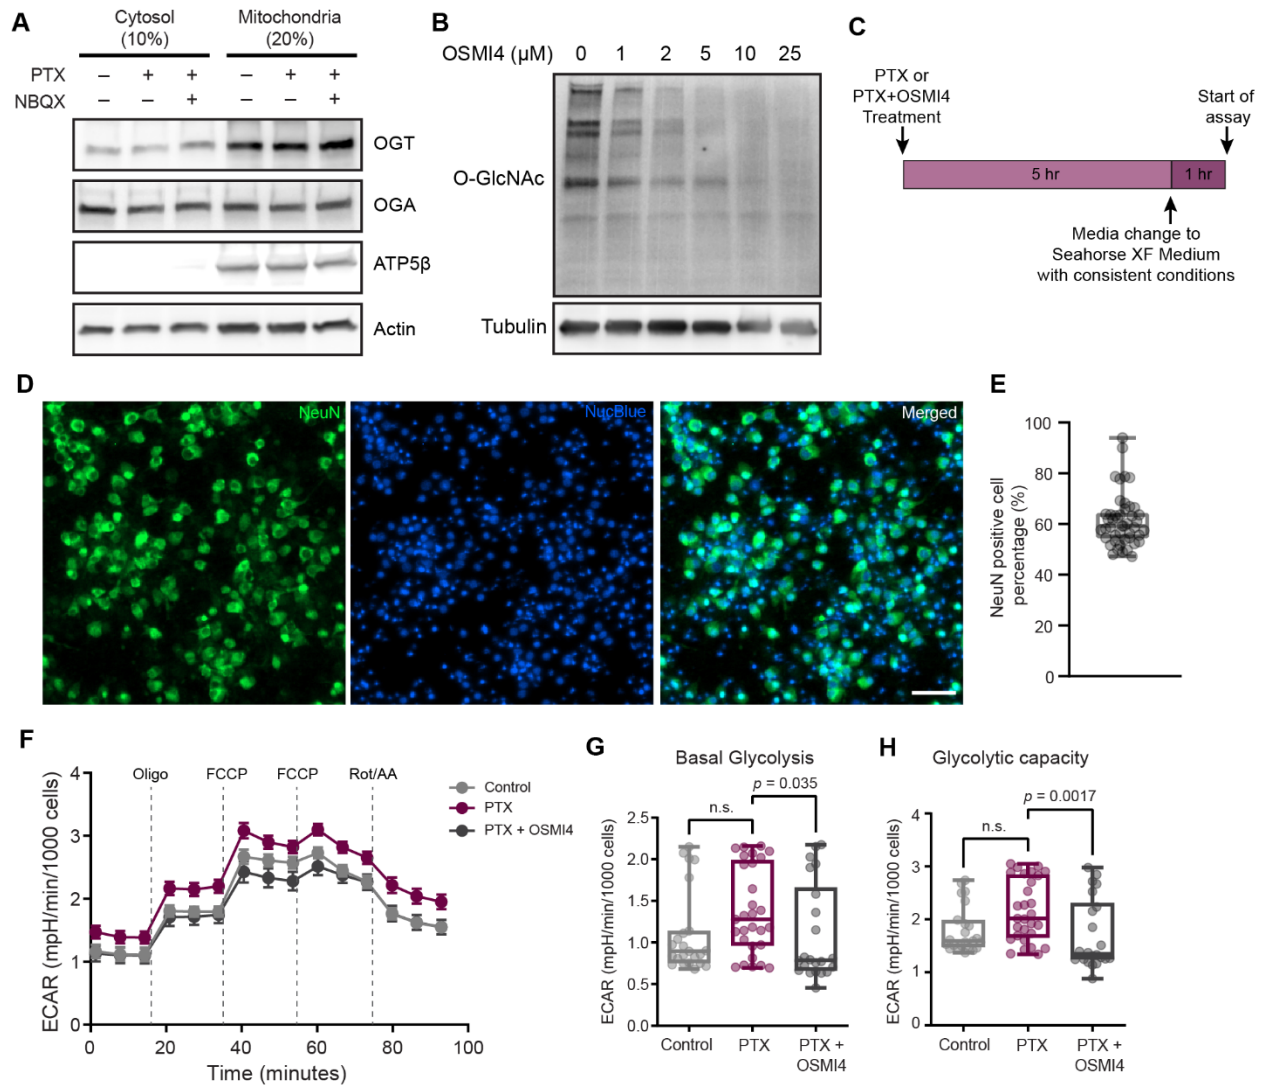 A
Cytosol
(10%)
Mitochondria
(20%)
PTX – + + – + +
NBQX – – + – – +
OGT
OGA
ATP5β
Actin
B
OSMI4 (μM) 0 1 2 5 10 25
O-GlcNAc
Tubulin
C
PTX or
PTX+OSMI4
Treatment
Start of
assay
5 hr
1 hr
Media change to
Seahorse XF Medium
with consistent conditions
D
NeuN
NucBlue
Merged
E
NeuN positive cell
percentage (%)
100
80
60
40
20
0
F
ECAR (mpH/min/1000 cells)
4
3
2
1
0
Oligo
FCCP
FCCP
Rot/AA
Control
PTX
PTX + OSMI4
0 20 40 60 80 100
Time (minutes)
G
Basal Glycolysis
n.s.
p = 0.035
ECAR (mpH/min/1000 cells)
2.5
2.0
1.5
1.0
0.5
0.0
Control
PTX
PTX +
OSMI4
H
Glycolytic capacity
p = 0.0017
n.s.
ECAR (mpH/min/1000 cells)
4
3
2
1
0
Control
PTX
PTX +
OSMI4